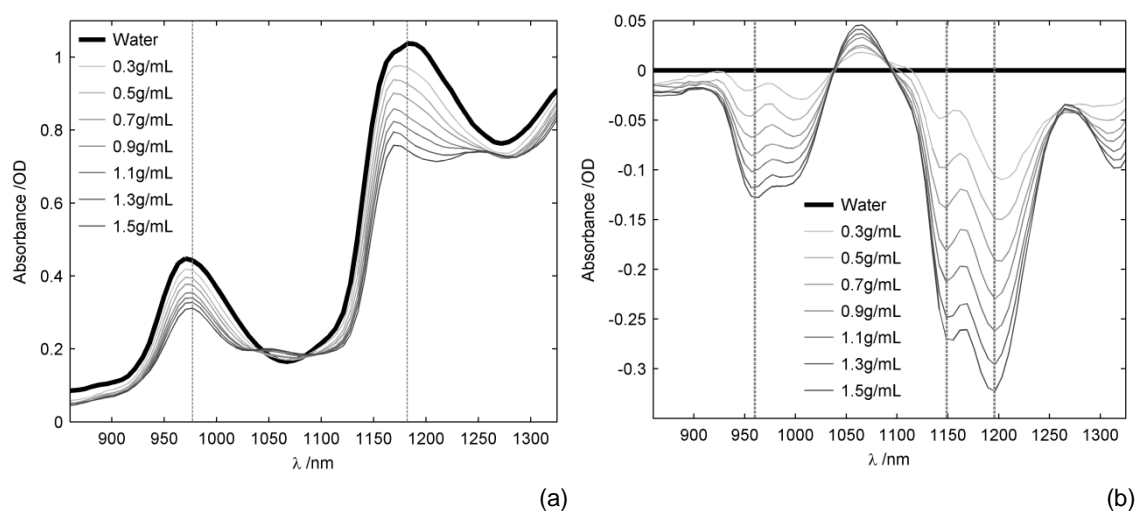 Absorbance /OD
1
0.8
0.6
0.4
0.2
0
Water
0.3g/mL
0.5g/mL
0.7g/mL
0.9g/mL
1.1g/mL
1.3g/mL
1.5g/mL
900 950 1000 1050 1100 1150 1200 1250 1300
λ /nm
(a)
Absorbance /OD
0.05
0
-0.05
-0.1
-0.15
-0.2
-0.25
-0.3
Water
0.3g/mL
0.5g/mL
0.7g/mL
0.9g/mL
1.1g/mL
1.3g/mL
1.5g/mL
900 950 1000 1050 1100 1150 1200 1250 1300
λ /nm
(b)